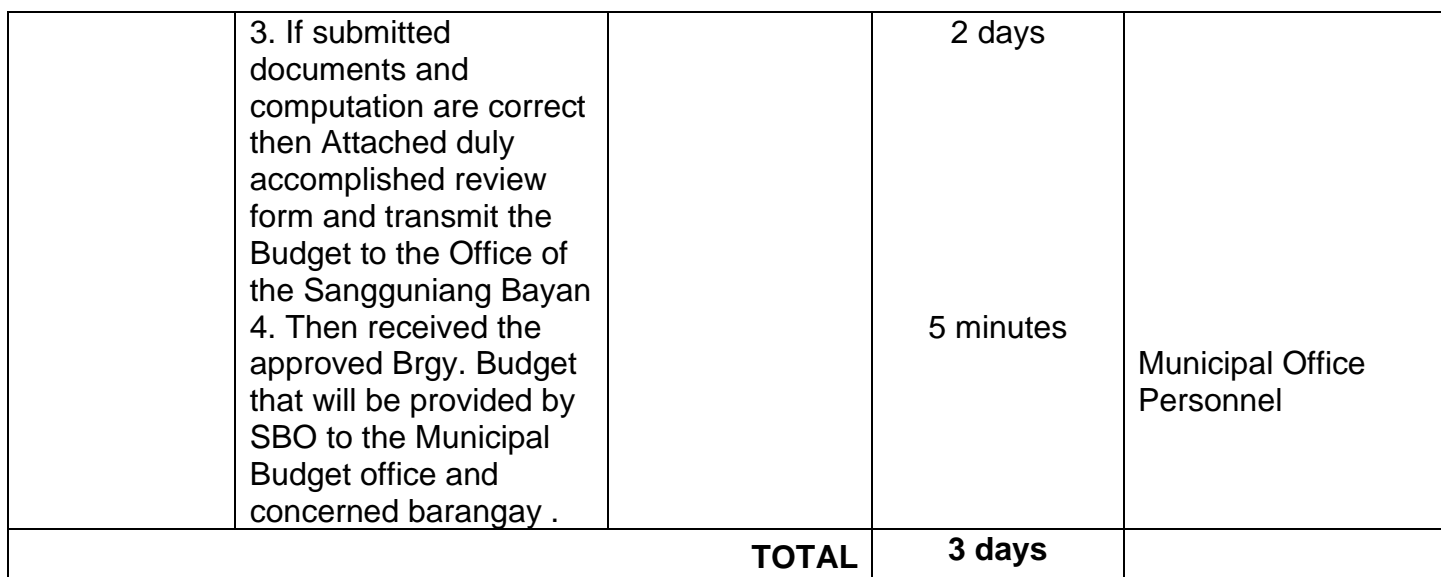 3. If submitted
documents and
computation are correct
then Attached duly
accomplished review
form and transmit the
Budget to the Office of
the Sangguniang Bayan
4. Then received the
approved Brgy. Budget
that will be provided by
SBO to the Municipal
Budget office and
concerned barangay .
2 days
5 minutes
Municipal Office
Personnel
TOTAL
3 days